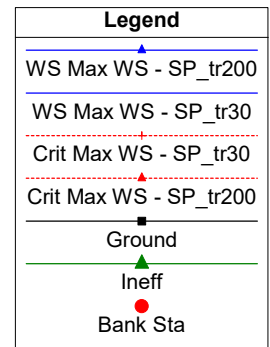 Legend
WS Max WS - SP_tr200
WS Max WS - SP_tr30
Crit Max WS - SP_tr30
Crit Max WS - SP_tr200
Ground
Ineff
Bank Sta